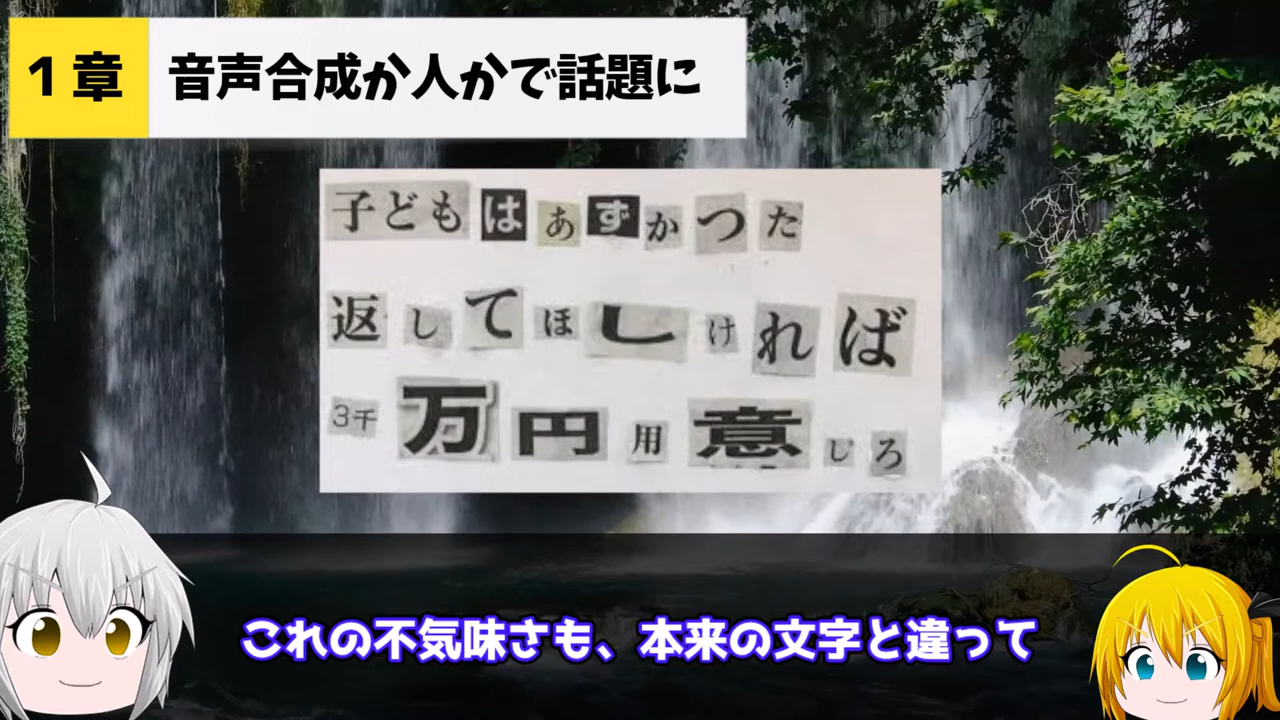 1章 音声合成か人かで話題に
子どもはあずかつた
返してほしければ
3千万円用意しろ
これの不気味さも、本来の文字と違って